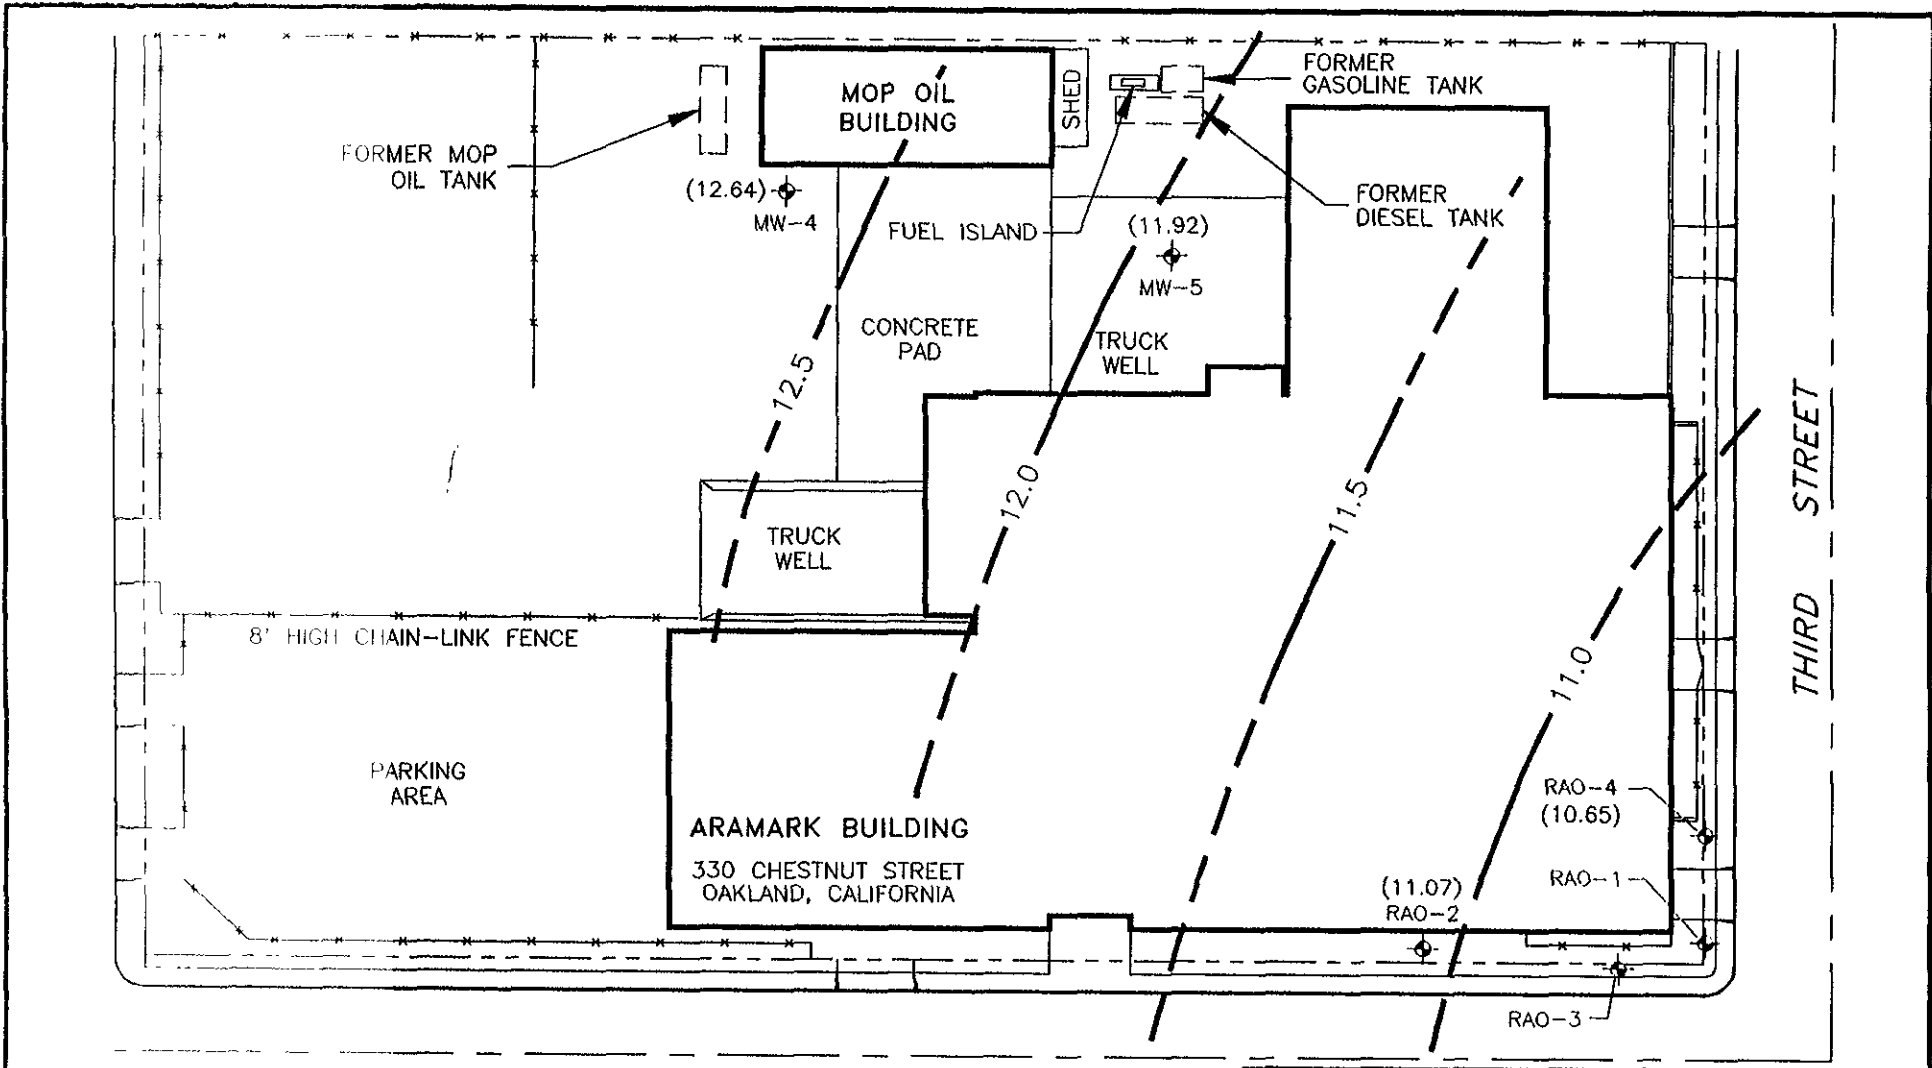 FORMER
GASOLINE TANK
MOP OIL
BUILDING
SHED
FORMER MOP
OIL TANK
(12.64)
MW-4
FUEL ISLAND
(11.92)
MW-5
FORMER
DIESEL TANK
CONCRETE
PAD
TRUCK
WELL
12.5
12.0
11.5
11.0
THIRD STREET
TRUCK
WELL
8' HIGH CHAIN-LINK FENCE
PARKING
AREA
ARAMARK BUILDING
330 CHESTNUT STREET
OAKLAND, CALIFORNIA
RAO-4
(10.65)
RAO-1
(11.07)
RAO-2
RAO-3